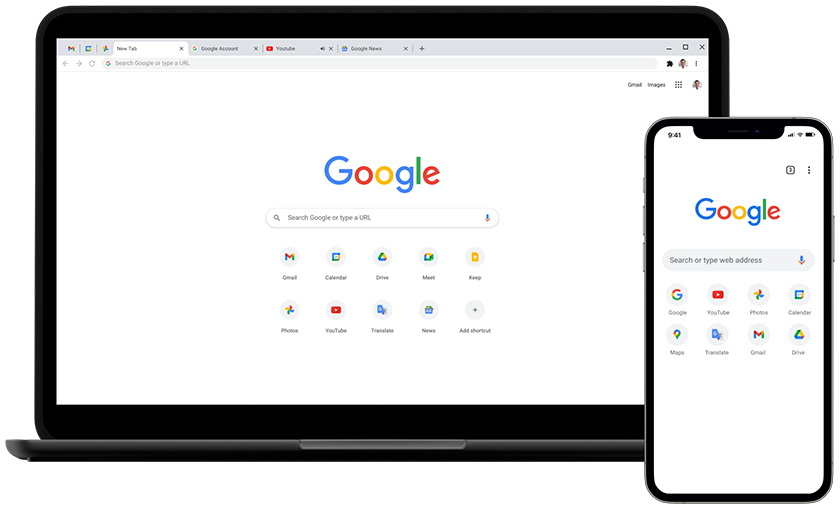 New Tab
Google Account
Youtube
Google News
Search Google or type a URL
Gmail Images
Google
Search Google or type a URL
Gmail Calendar Drive Meet Keep
Photos YouTube Translate News Add shortcut
9:41
3
Google
Search or type web address
Google YouTube Photos Calendar
Maps Translate Gmail Drive